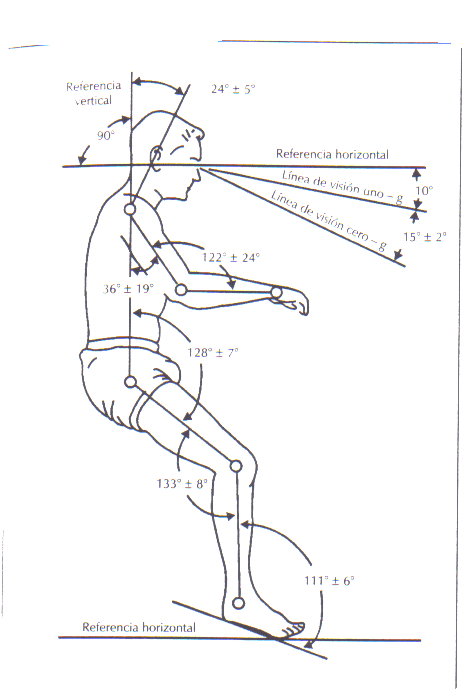 Referencia
vertical
24° ± 5°
90°
Referencia horizontal
Línea de visión uno – g
10°
Línea de visión cero – g
15° ± 2°
122° ± 24°
36° ± 19°
128° ± 7°
133° ± 8°
111° ± 6°
Referencia horizontal